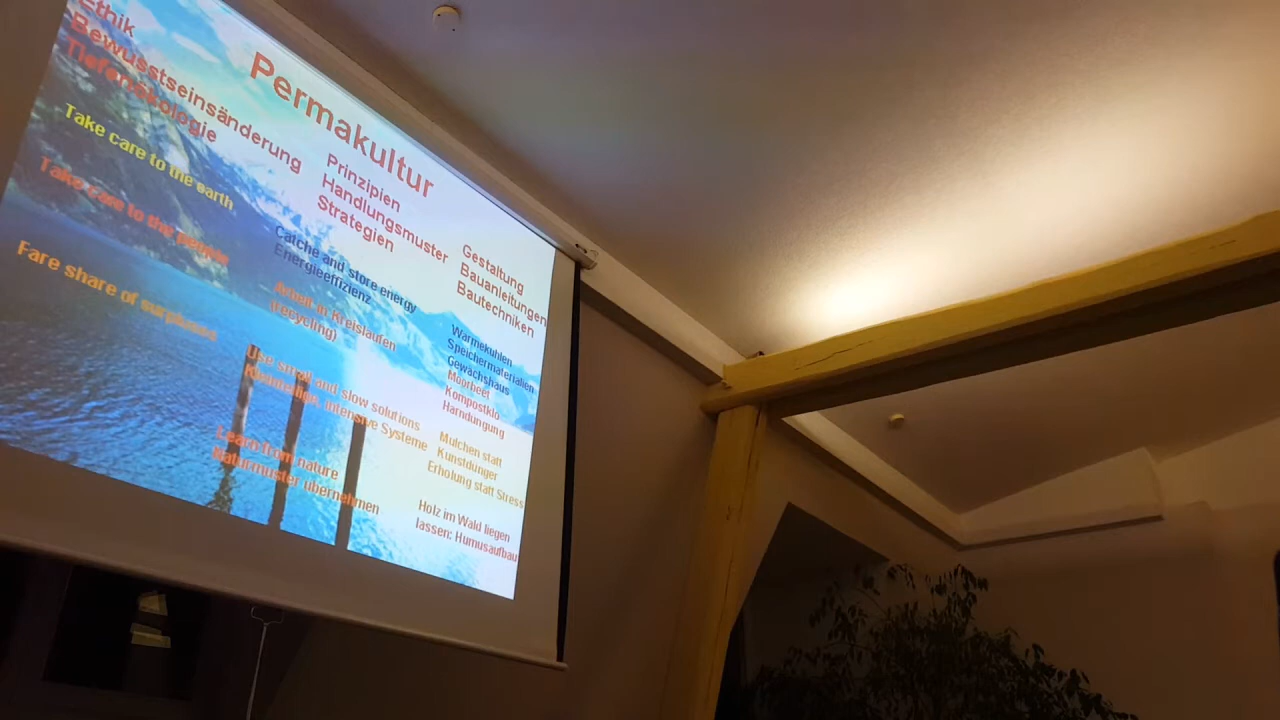 Permakultur
Ethik
Bewusstseinsänderung
Tiefenökologie
Take care to the earth
Take care to the people
Fare share of surpluses
Prinzipien
Handlungsmuster
Strategien
Catche and store energy
Energieeffizienz
Arbeit in Kreisläufen
(recycling)
Use small and slow solutions
Kleinteilige, intensive Systeme
Learn from nature
Naturmuster übernehmen
Gestaltung
Bauanleitungen
Bautechniken
Wärmekuhlen
Speichermaterialien
Gewächshaus
Moorbeet
Kompostklo
Harndüngung
Mulchen statt
Kunstdünger
Erholung statt Stress
Holz im Wald liegen
lassen: Humusaufbau